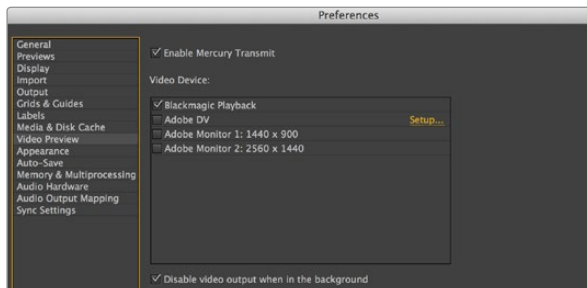 Preferences
General
Previews
Display
Import
Output
Grids & Guides
Labels
Media & Disk Cache
Video Preview
Appearance
Auto-Save
Memory & Multiprocessing
Audio Hardware
Audio Output Mapping
Sync Settings
Enable Mercury Transmit
Video Device:
Blackmagic Playback
Adobe DV Setup...
Adobe Monitor 1: 1440 x 900
Adobe Monitor 2: 2560 x 1440
Disable video output when in the background